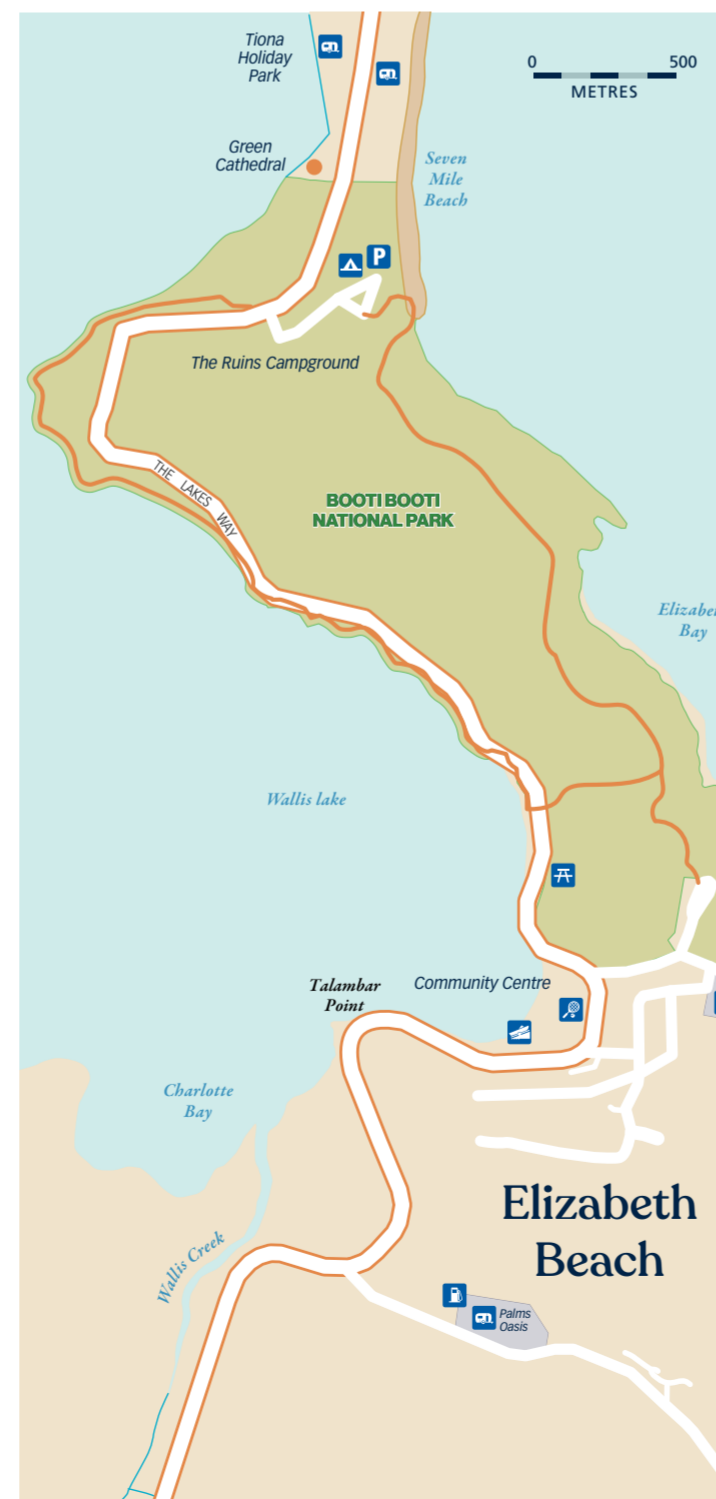 Tiona
Holiday
Park
0 500
METRES
Green
Cathedral
Seven
Mile
Beach
P
The Ruins Campground
THE LAKES WAY
BOOTI BOOTI
NATIONAL PARK
Elizabe
Bay
Wallis lake
Talambar
Point
Community Centre
Charlotte
Bay
Elizabeth
Beach
Wallis Creek
Palms
Oasis